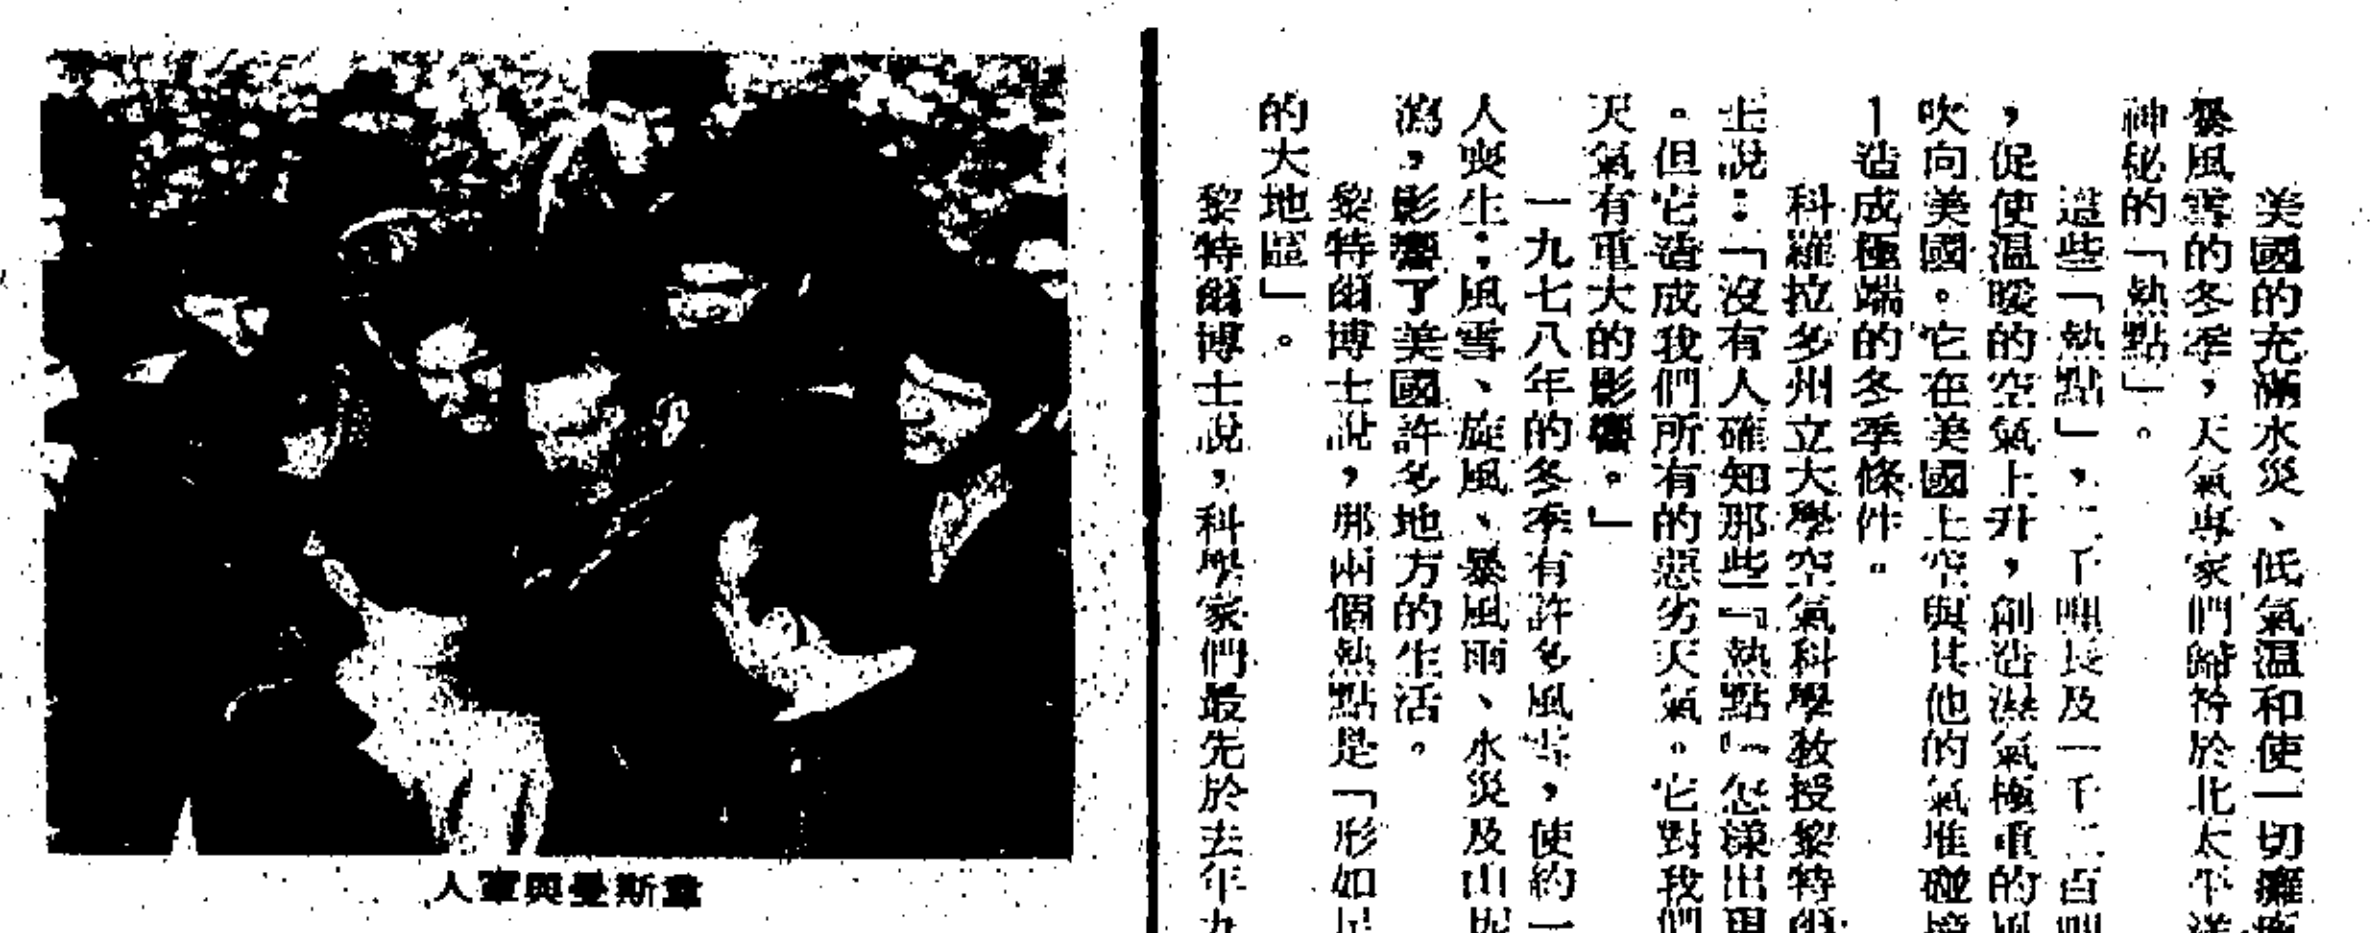 美國的充滿水災、低氣温和使一切癱瘓
暴風雪的冬季，天氣專家們歸咎於北太平洋
神秘的「熱點」。
這些「熱點」，二千哩長及一千二百哩
，促使温暖的空氣上升，創造濕氣極重的風
吹向美國。它在美國上空與其他的氣堆碰撞
｜造成極端的冬季條件。
科羅拉多州立大學空氣科學教授黎特爾
士說：「沒有人確知那些『熱點』怎樣出現
。但它造成我們所有的惡劣天氣。它對我們
天氣有重大的影響。」
一九七八年的冬季有許多風雪，使約一
人喪生；風雪、旋風、暴風雨、水災及山泥
瀉，影響了美國許多地方的生活。
黎特爾博士說，那兩個熱點是「形如足
的大地區」。
黎特爾博士說，科學家們最先於去年九
人軍與曼斯童